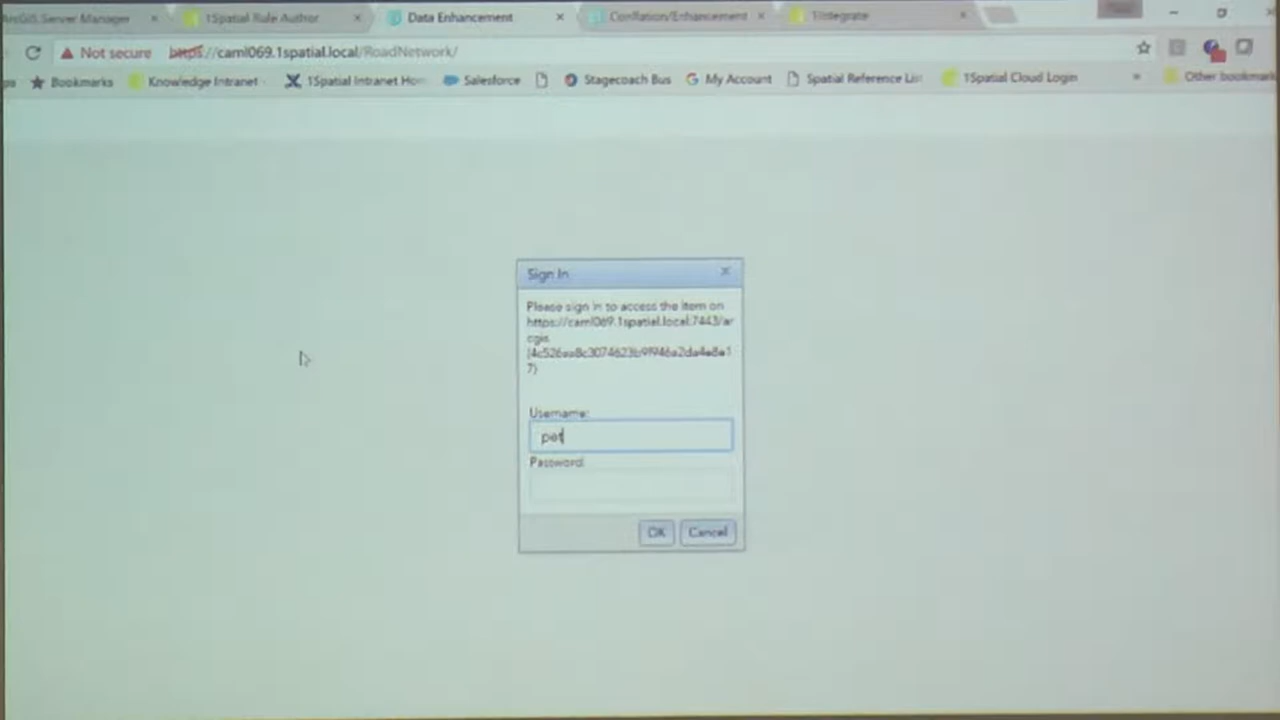 ArcGIS Server Manager
1Spatial Rule Author
Data Enhancement
Conflation/Enhancement
1Integrate
Not secure https://caml069.1spatial.local/RoadNetwork/
Bookmarks
Knowledge Intranet
1Spatial Intranet Hom
Salesforce
Stagecoach Bus
My Account
Spatial Reference List
1Spatial Cloud Login
»
Other bookmark
Sign In
Please sign in to access the item on
https://caml069.1spatial.local:7443/ar
cgis
7)
Username:
pet
Password:
OK
Cancel